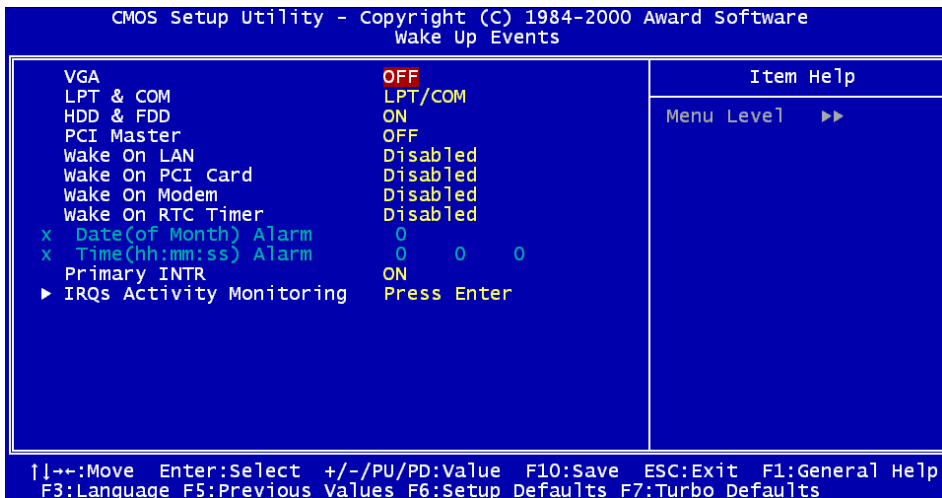 CMOS Setup Utility - Copyright (C) 1984-2000 Award Software
Wake Up Events
VGA OFF
LPT & COM LPT/COM
HDD & FDD ON
PCI Master OFF
Wake On LAN Disabled
Wake On PCI Card Disabled
Wake On Modem Disabled
Wake On RTC Timer Disabled
x Date(of Month) Alarm 0
x Time(hh:mm:ss) Alarm 0 0 0
Primary INTR ON
▶ IRQs Activity Monitoring Press Enter
Item Help
Menu Level ▶▶
↑↓→←:Move Enter:Select +/-/PU/PD:Value F10:Save ESC:Exit F1:General Help
F3:Language F5:Previous Values F6:Setup Defaults F7:Turbo Defaults